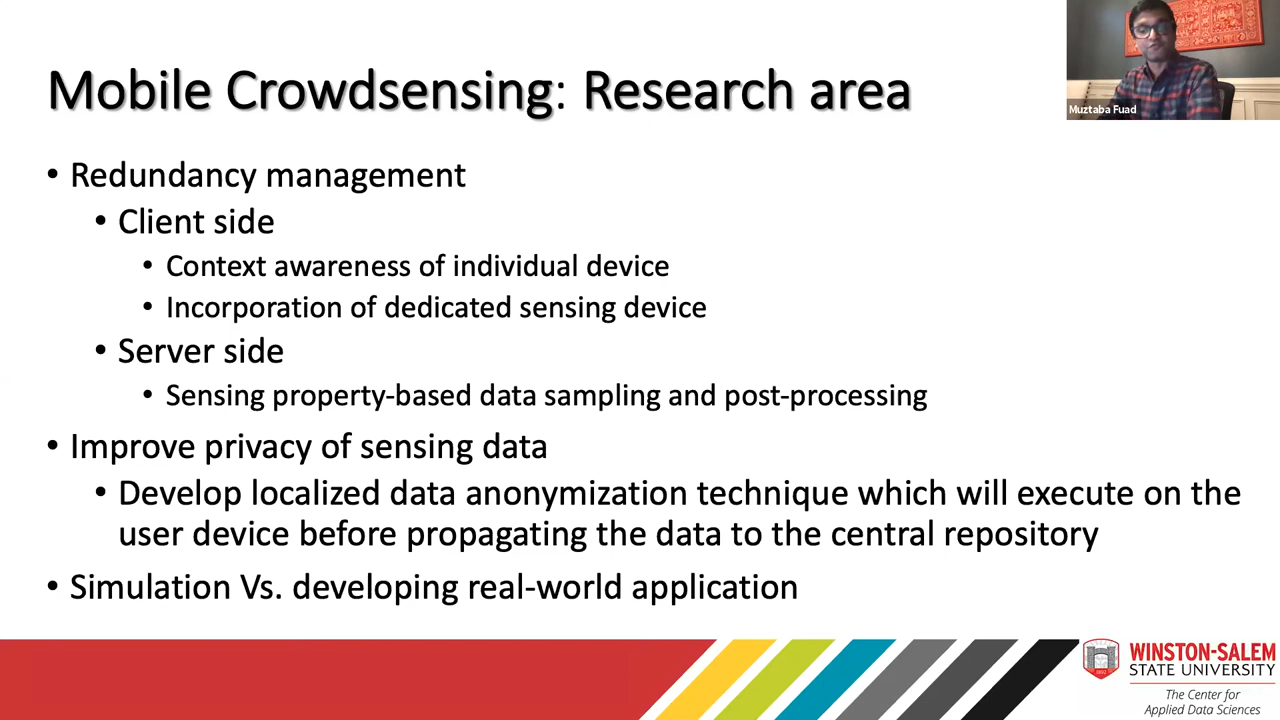 Mobile Crowdsensing: Research area
Muztaba Fuad
• Redundancy management
• Client side
• Context awareness of individual device
• Incorporation of dedicated sensing device
• Server side
• Sensing property-based data sampling and post-processing
• Improve privacy of sensing data
• Develop localized data anonymization technique which will execute on the
user device before propagating the data to the central repository
• Simulation Vs. developing real-world application
WINSTON-SALEM
STATE UNIVERSITY
The Center for
Applied Data Sciences